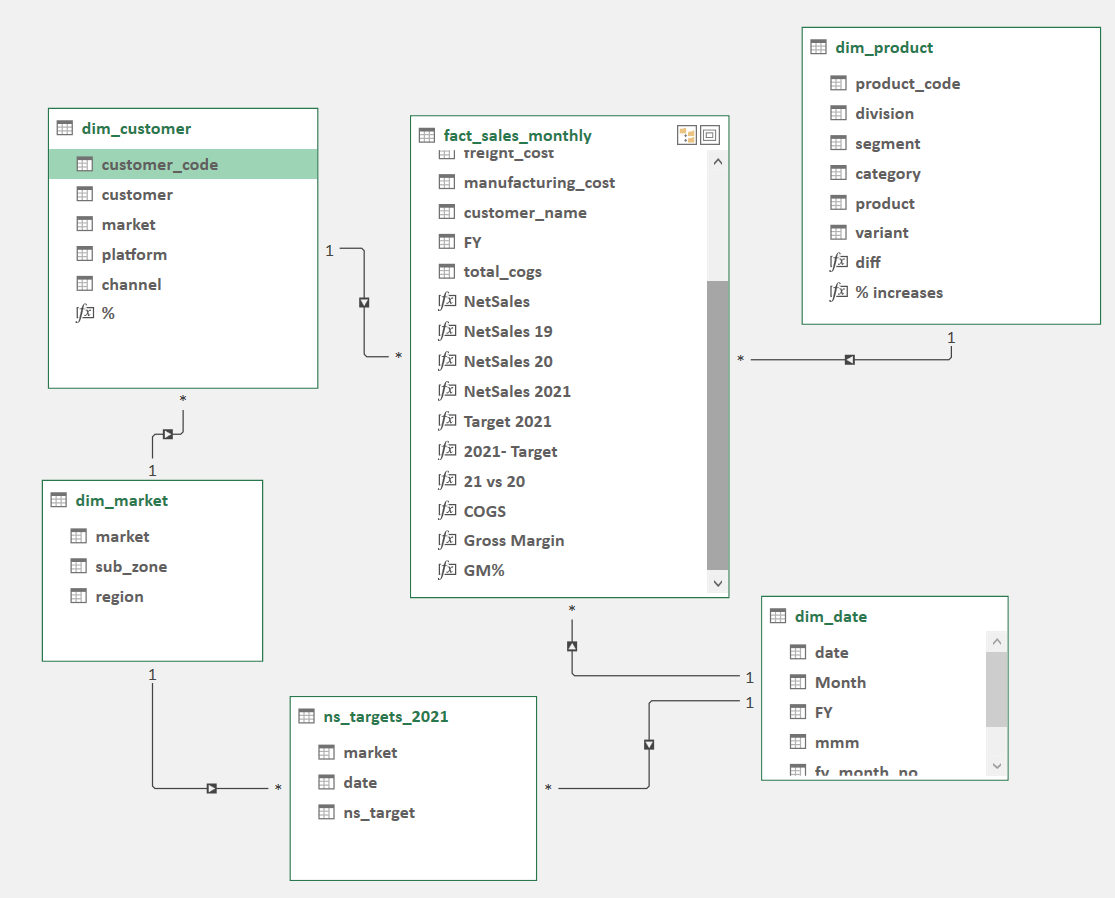 dim_customer
customer_code
customer
market
platform
channel
%
fact_sales_monthly
freight_cost
manufacturing_cost
customer_name
FY
total_cogs
NetSales
NetSales 19
NetSales 20
NetSales 2021
Target 2021
2021- Target
21 vs 20
COGS
Gross Margin
GM%
dim_product
product_code
division
segment
category
product
variant
diff
% increases
1
*
1
*
*
1
dim_market
market
sub_zone
region
1
*
*
1
1
*
dim_date
date
Month
FY
mmm
fy_month_no
ns_targets_2021
market
date
ns_target